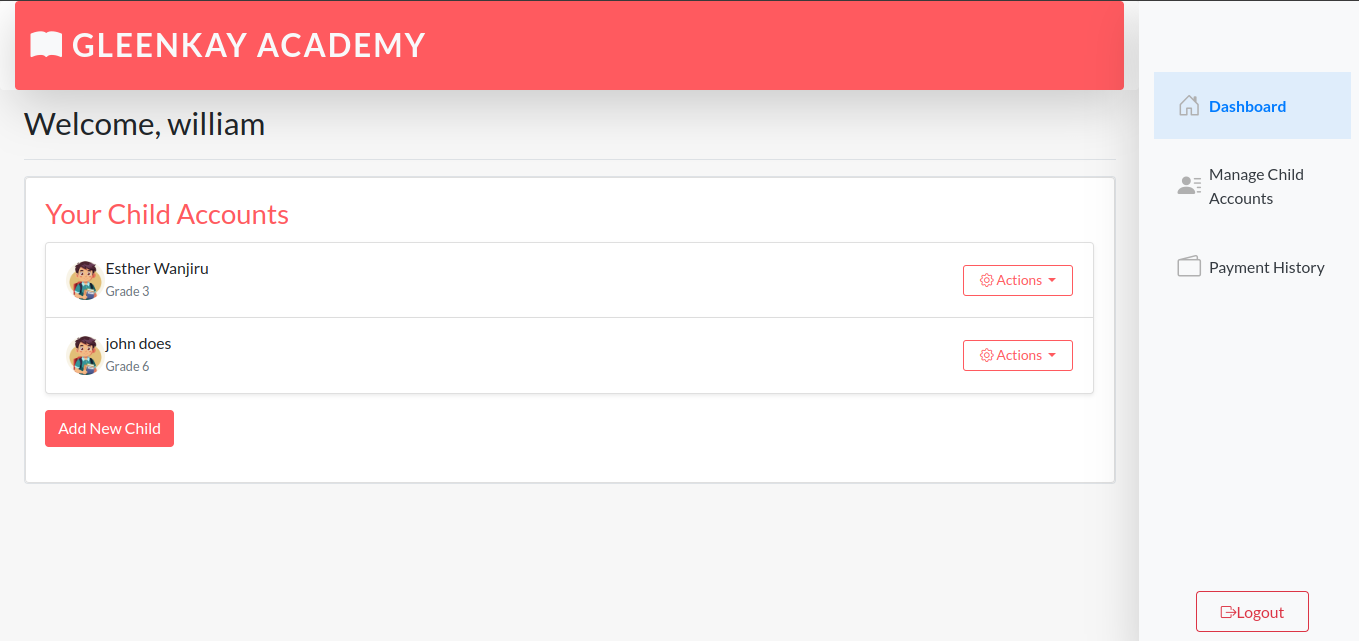 GLEENKAY ACADEMY
Welcome, william
Your Child Accounts
Esther Wanjiru
Grade 3
Actions
john does
Grade 6
Actions
Add New Child
Dashboard
Manage Child
Accounts
Payment History
Logout